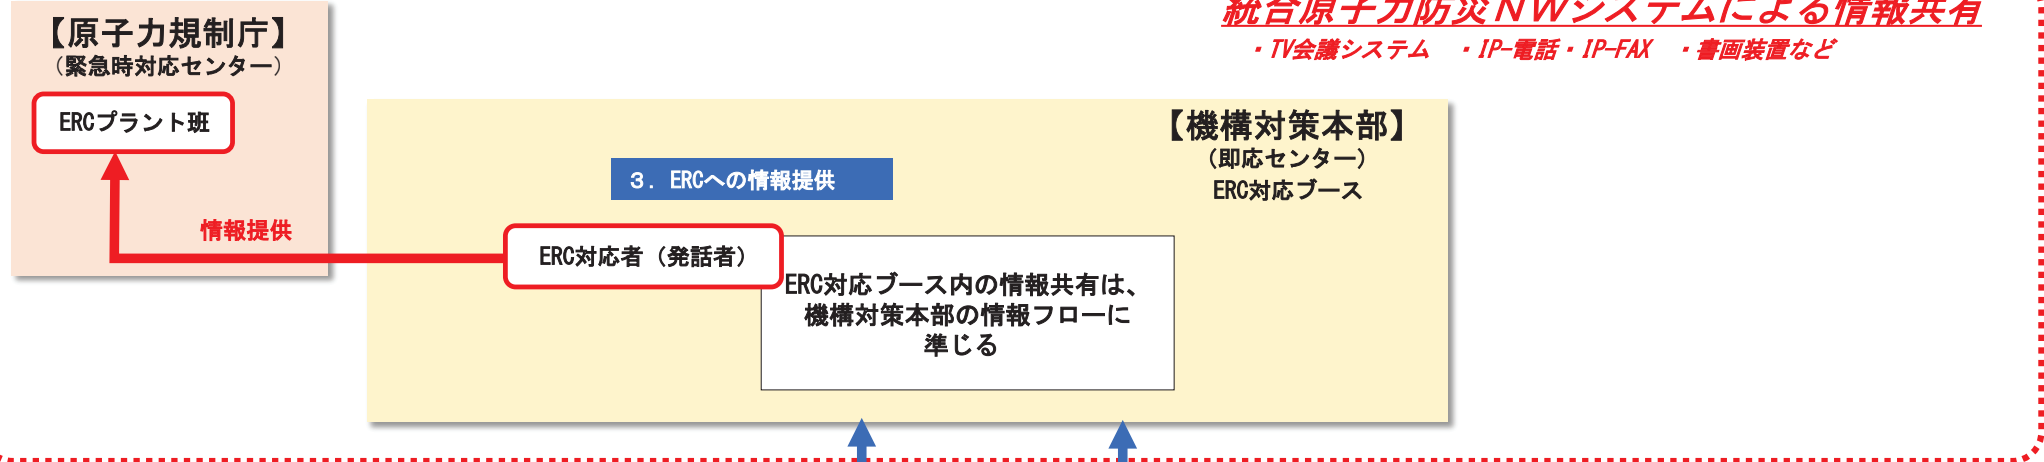 統合原子力防災NWシステムによる情報共有
・TV会議システム　・IP-電話・IP-FAX　・書画装置など
【原子力規制庁】
（緊急時対応センター）
ERCプラント班
情報提供
【機構対策本部】
（即応センター）
ERC対応ブース
３．ERCへの情報提供
ERC対応者（発話者）
ERC対応ブース内の情報共有は、
機構対策本部の情報フローに
準じる